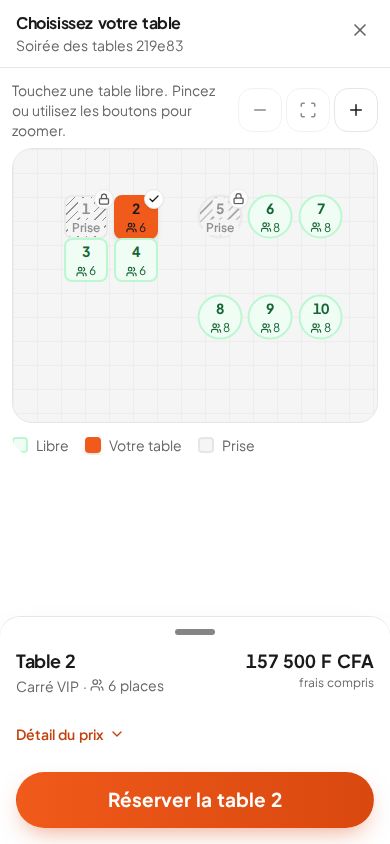 Choisissez votre table
Soirée des tables 219e83
Touchez une table libre. Pincez
ou utilisez les boutons pour
zoomer.
1
Prise
2
6
5
Prise
6
8
7
8
3
6
4
6
8
8
9
8
10
8
Libre
Votre table
Prise
Table 2
157 500 F CFA
Carré VIP · 6 places
frais compris
Détail du prix
Réserver la table 2